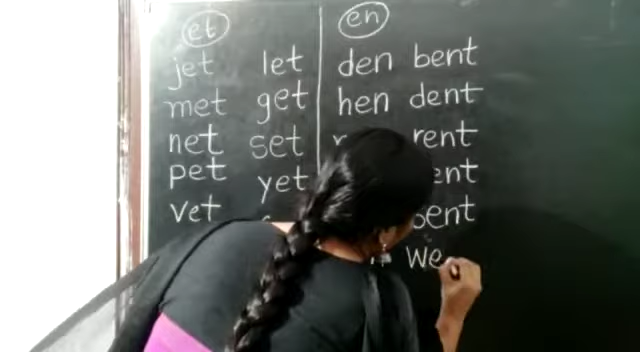 et en
jet let den bent
met get hen dent
net set rent
pet yet
vet
we